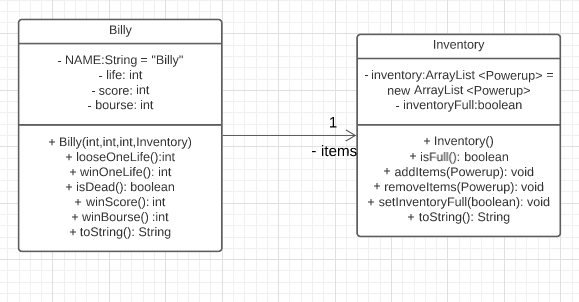 Billy
- NAME:String = "Billy"
- life: int
- score: int
- bourse: int
+ Billy(int,int,int,Inventory)
+ looseOneLife():int
+ winOneLife(): int
+ isDead(): boolean
+ winScore(): int
+ winBourse() :int
+ toString(): String
1
- items
Inventory
- inventory:ArrayList <Powerup> =
new ArrayList <Powerup>
- inventoryFull:boolean
+ Inventory()
+ isFull(): boolean
+ addItems(Powerup): void
+ removeItems(Powerup): void
+ setInventoryFull(boolean): void
+ toString(): String